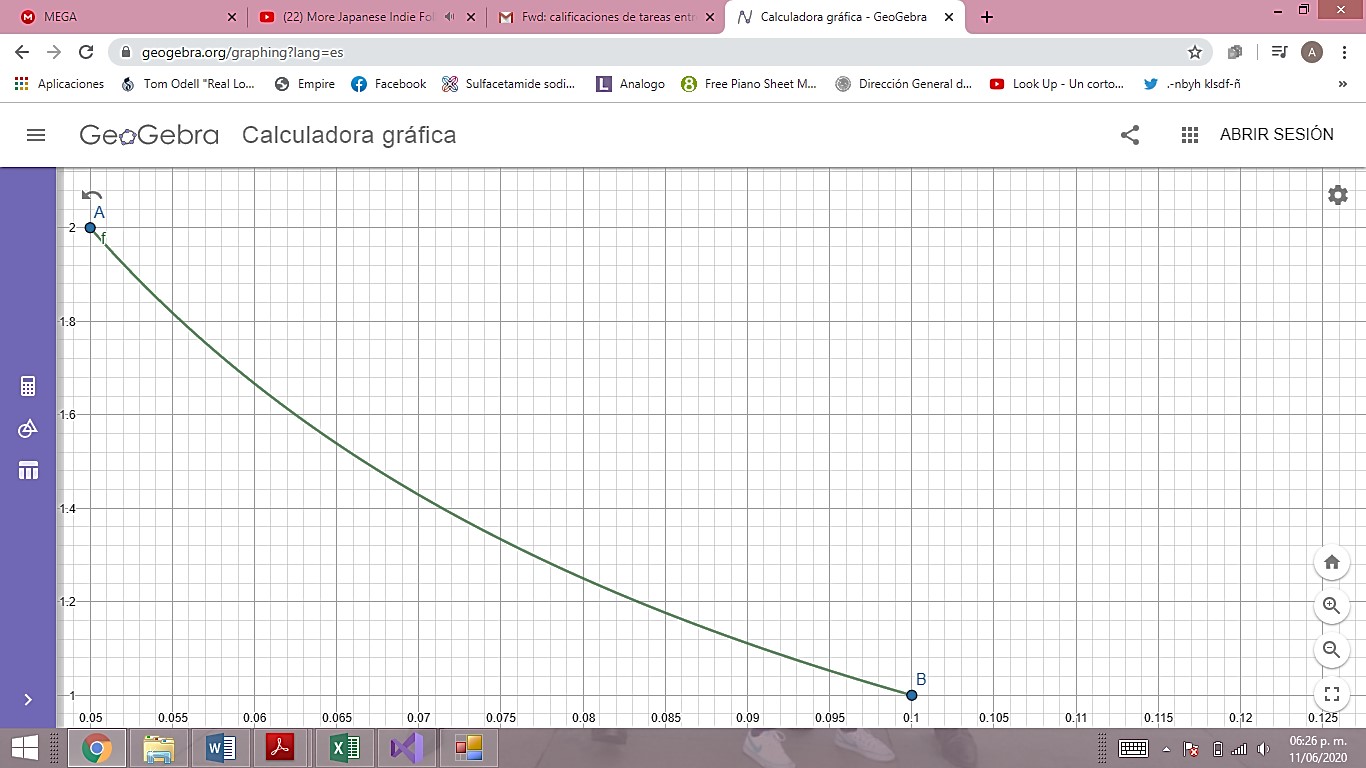 MEGA
(22) More Japanese Indie Fol
Fwd: calificaciones de tareas entr
Calculadora gráfica - GeoGebra
geogebra.org/graphing?lang=es
A
Aplicaciones
Tom Odell "Real Lo...
Empire
Facebook
Sulfacetamide sodi...
L
Analogo
8
Free Piano Sheet M...
Dirección General d...
Look Up - Un corto...
.-nbyh klsdf-ñ
»
GeoGebra
Calculadora gráfica
ABRIR SESIÓN
A
f
2
1.8
1.6
1.4
1.2
1
B
0.05 0.055 0.06 0.065 0.07 0.075 0.08 0.085 0.09 0.095 0.1 0.105 0.11 0.115 0.12 0.125
06:26 p. m.
11/06/2020